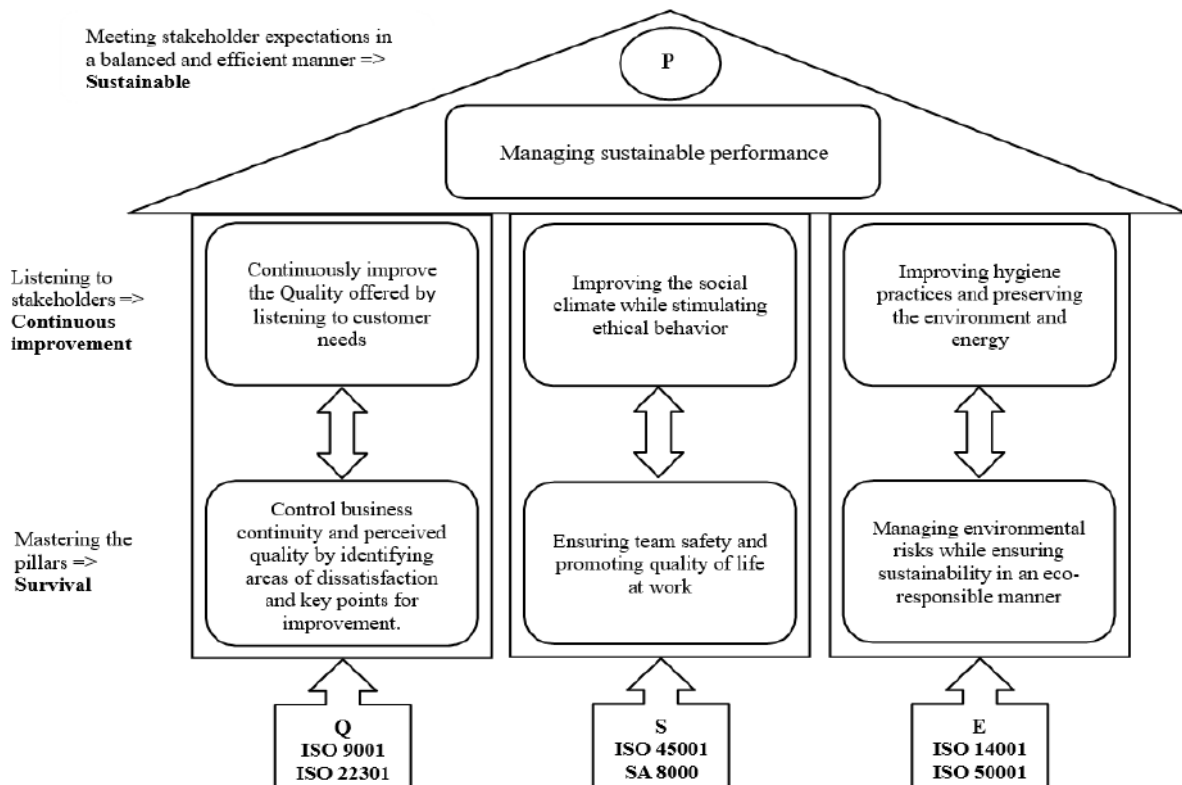 Meeting stakeholder expectations in
a balanced and efficient manner =>
Sustainable
P
Managing sustainable performance
Listening to
stakeholders =>
Continuous
improvement
Continuously improve
the Quality offered by
listening to customer
needs
Improving the social
climate while stimulating
ethical behavior
Improving hygiene
practices and preserving
the environment and
energy
Mastering the
pillars =>
Survival
Control business
continuity and perceived
quality by identifying
areas of dissatisfaction
and key points for
improvement.
Ensuring team safety and
promoting quality of life
at work
Managing environmental
risks while ensuring
sustainability in an eco-
responsible manner
Q
ISO 9001
ISO 22301
S
ISO 45001
SA 8000
E
ISO 14001
ISO 50001